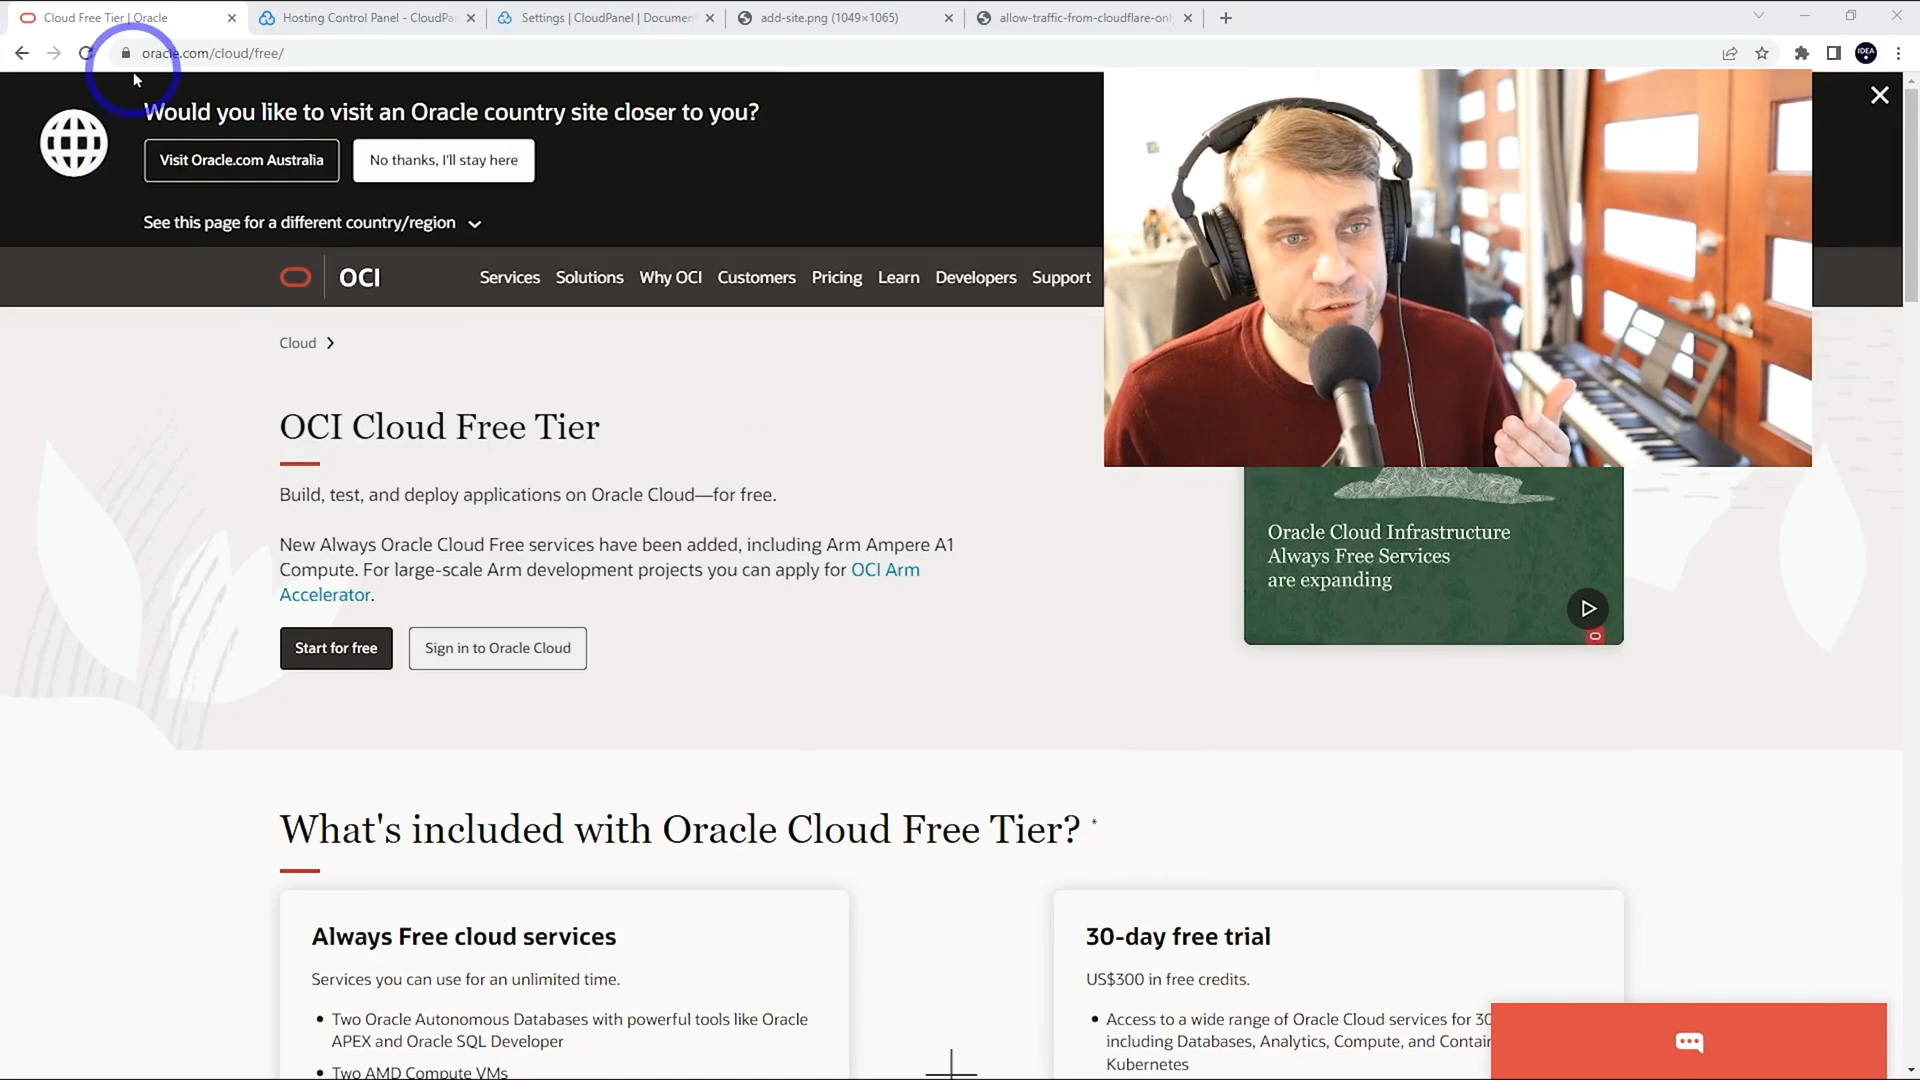 Cloud Free Tier | Oracle
Hosting Control Panel - CloudPa
Settings | CloudPanel | Documen
add-site.png (1049×1065)
allow-traffic-from-cloudflare-onl
oracle.com/cloud/free/
IDEA
Would you like to visit an Oracle country site closer to you?
Visit Oracle.com Australia
No thanks, I'll stay here
See this page for a different country/region
OCI
Services
Solutions
Why OCI
Customers
Pricing
Learn
Developers
Support
Cloud
OCI Cloud Free Tier
Build, test, and deploy applications on Oracle Cloud—for free.
New Always Oracle Cloud Free services have been added, including Arm Ampere A1
Compute. For large-scale Arm development projects you can apply for OCI Arm
Accelerator.
Start for free
Sign in to Oracle Cloud
Oracle Cloud Infrastructure
Always Free Services
are expanding
What's included with Oracle Cloud Free Tier? *
Always Free cloud services
Services you can use for an unlimited time.
• Two Oracle Autonomous Databases with powerful tools like Oracle
APEX and Oracle SQL Developer
• Two AMD Compute VMs
30-day free trial
US$300 in free credits.
• Access to a wide range of Oracle Cloud services for 30
including Databases, Analytics, Compute, and Contain
Kubernetes